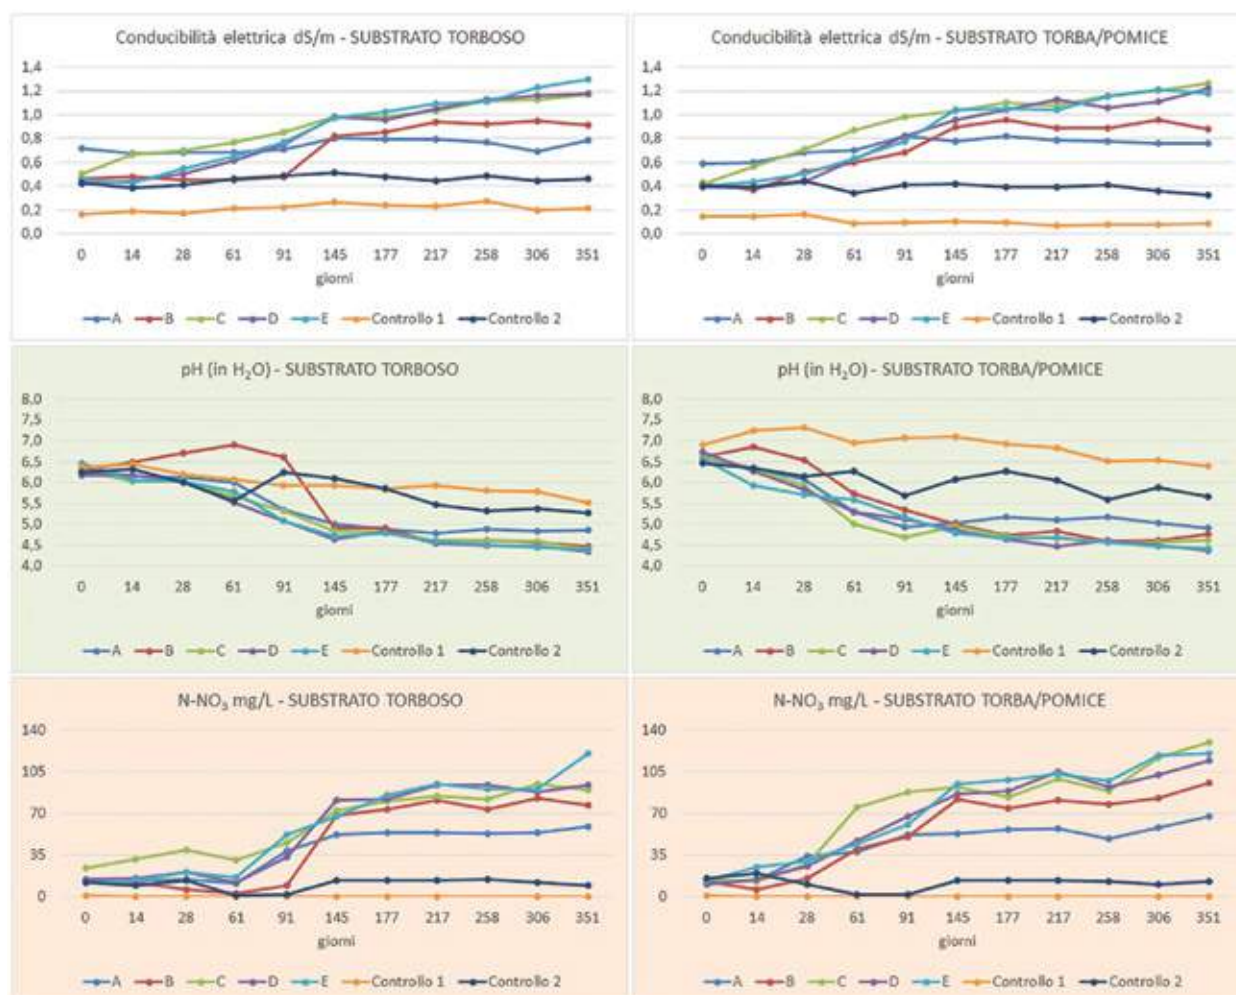 Conducibilità elettrica dS/m - SUBSTRATO TORBOSO
1,4
1,2
1,0
0,8
0,6
0,4
0,2
0,0
0 14 28 61 91 145 177 217 258 306 351
giorni
A B C D E Controllo 1 Controllo 2
Conducibilità elettrica dS/m - SUBSTRATO TORBA/POMICE
1,4
1,2
1,0
0,8
0,6
0,4
0,2
0,0
0 14 28 61 91 145 177 217 258 306 351
giorni
A B C D E Controllo 1 Controllo 2
pH (in H₂O) - SUBSTRATO TORBOSO
8,0
7,5
7,0
6,5
6,0
5,5
5,0
4,5
4,0
0 14 28 61 91 145 177 217 258 306 351
giorni
A B C D E Controllo 1 Controllo 2
pH (in H₂O) - SUBSTRATO TORBA/POMICE
8,0
7,5
7,0
6,5
6,0
5,5
5,0
4,5
4,0
0 14 28 61 91 145 177 217 258 306 351
giorni
A B C D E Controllo 1 Controllo 2
N-NO₃ mg/L - SUBSTRATO TORBOSO
140
105
70
35
0
0 14 28 61 91 145 177 217 258 306 351
giorni
A B C D E Controllo 1 Controllo 2
N-NO₃ mg/L - SUBSTRATO TORBA/POMICE
140
105
70
35
0
0 14 28 61 91 145 177 217 258 306 351
giorni
A B C D E Controllo 1 Controllo 2